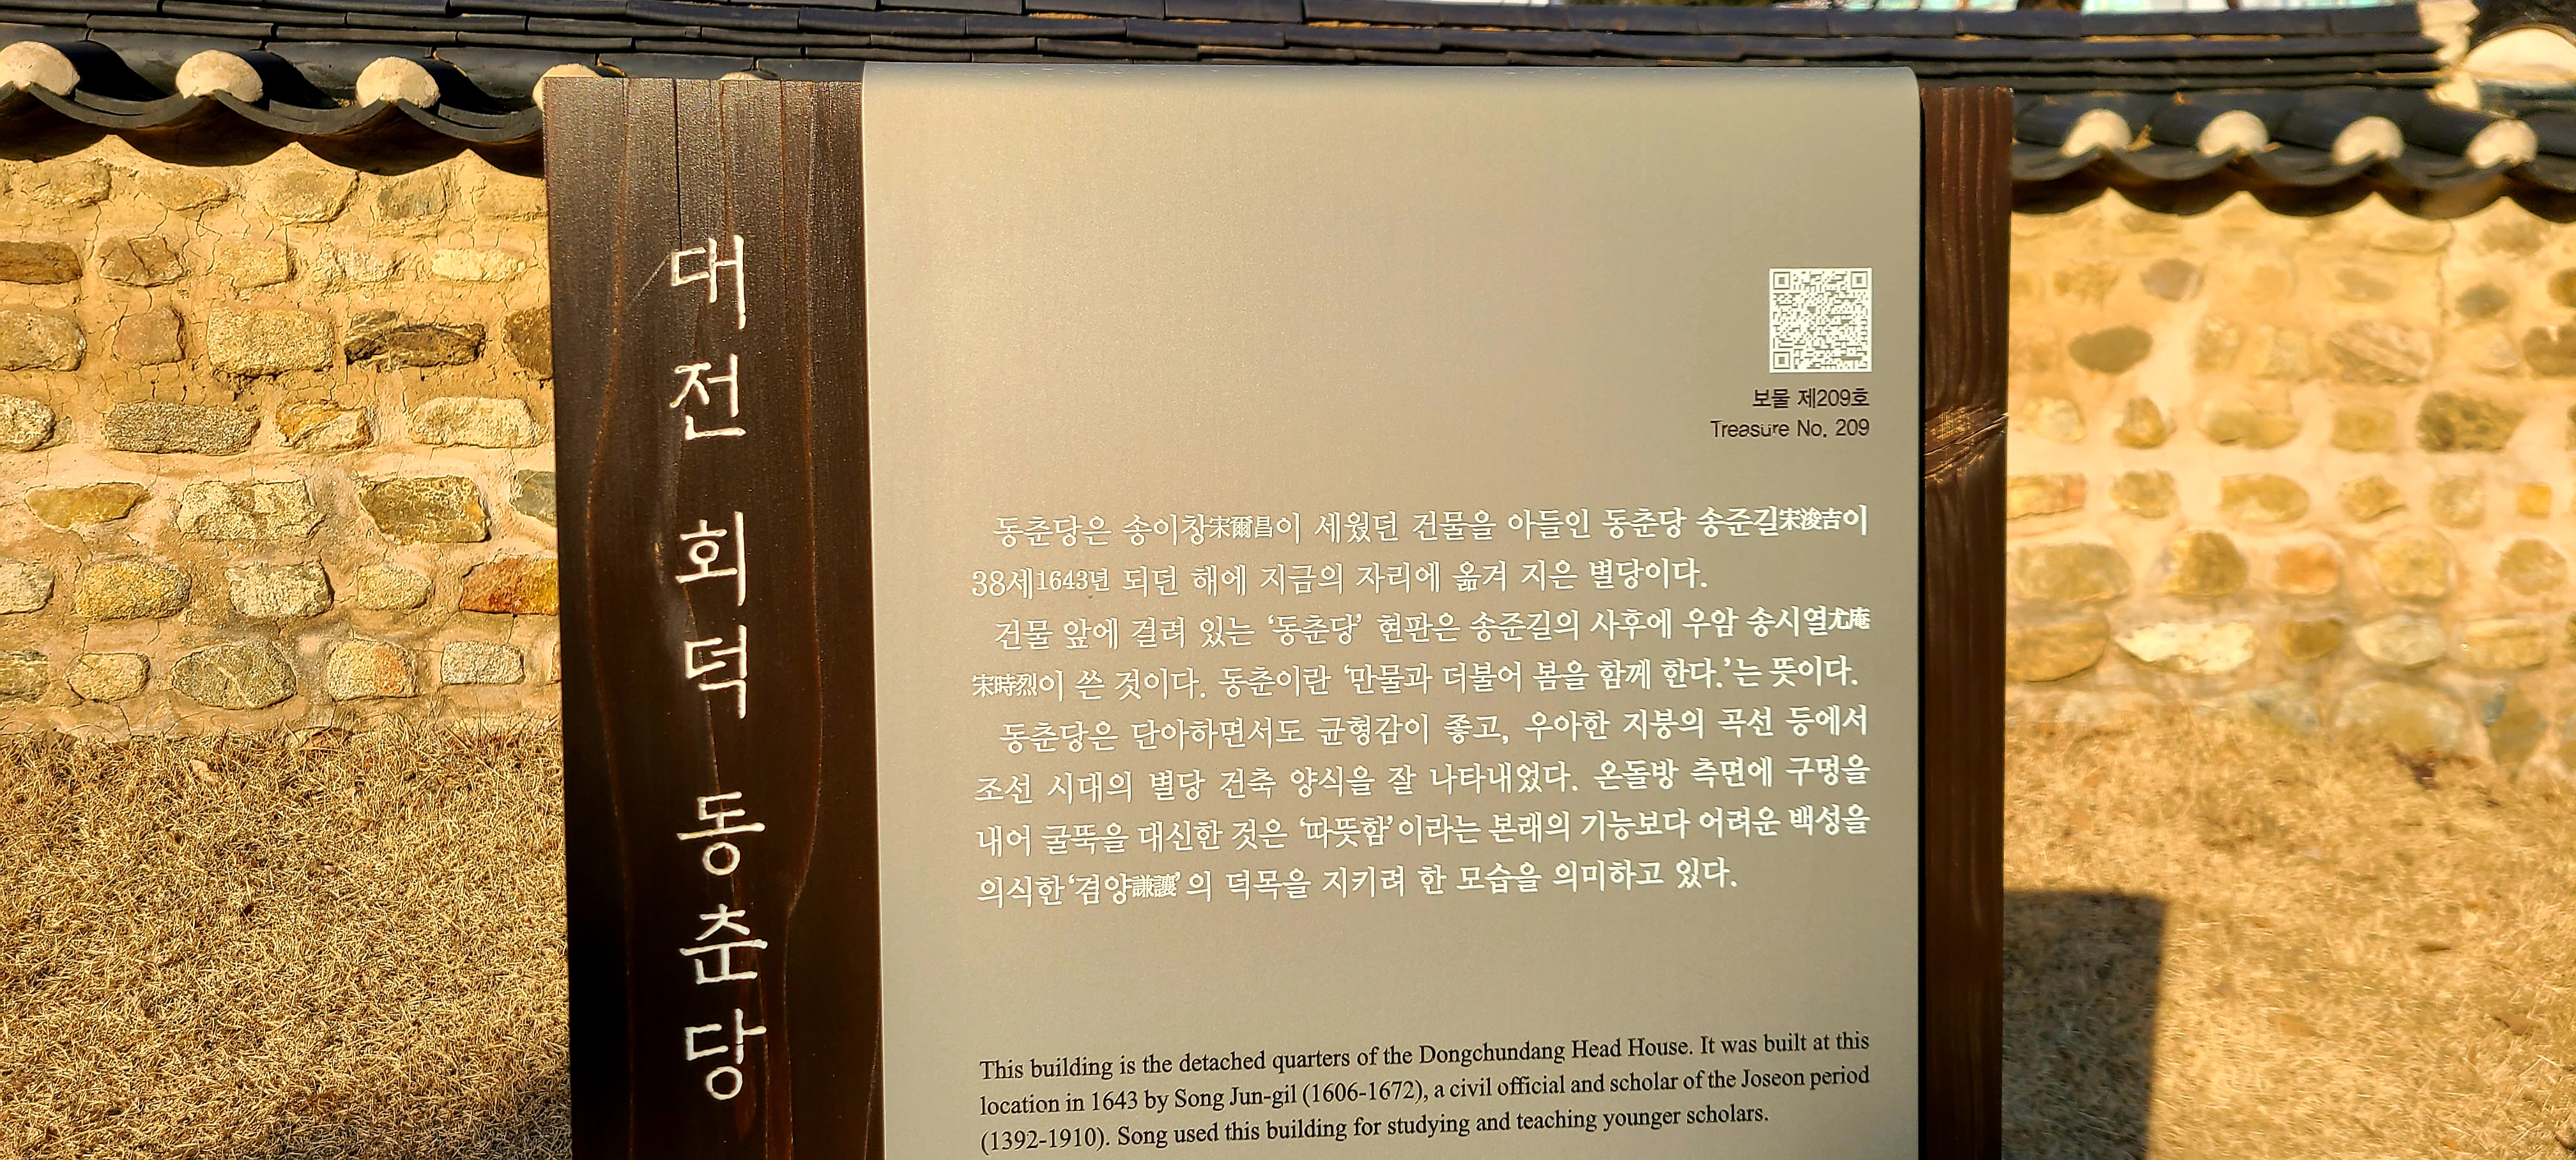 대전 회덕 동춘당
보물 제209호
Treasure No. 209
동춘당은 송이창宋爾昌이 세웠던 건물을 아들인 동춘당 송준길宋浚吉이
38세1643년 되던 해에 지금의 자리에 옮겨 지은 별당이다.
건물 앞에 걸려 있는 ‘동춘당’ 현판은 송준길의 사후에 우암 송시열尤庵
宋時烈이 쓴 것이다. 동춘이란 ‘만물과 더불어 봄을 함께 한다.’는 뜻이다.
동춘당은 단아하면서도 균형감이 좋고, 우아한 지붕의 곡선 등에서
조선 시대의 별당 건축 양식을 잘 나타내었다. 온돌방 측면에 구멍을
내어 굴뚝을 대신한 것은 ‘따뜻함’이라는 본래의 기능보다 어려운 백성을
의식한‘겸양謙讓’의 덕목을 지키려 한 모습을 의미하고 있다.
This building is the detached quarters of the Dongchundang Head House. It was built at this
location in 1643 by Song Jun-gil (1606-1672), a civil official and scholar of the Joseon period
(1392-1910). Song used this building for studying and teaching younger scholars.